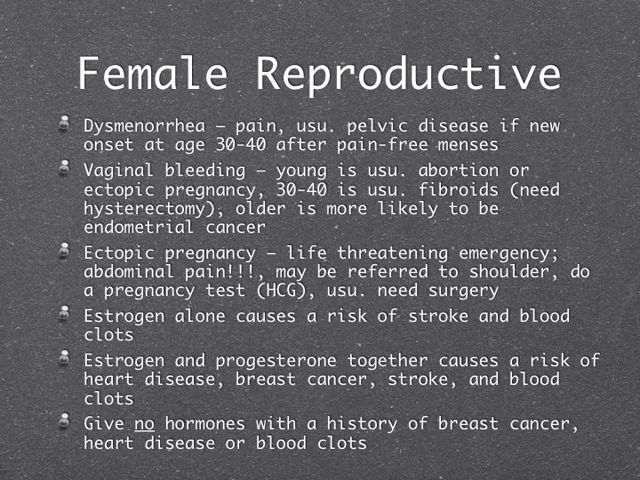 Female Reproductive
Dysmenorrhea – pain, usu. pelvic disease if new
onset at age 30-40 after pain-free menses
Vaginal bleeding – young is usu. abortion or
ectopic pregnancy, 30-40 is usu. fibroids (need
hysterectomy), older is more likely to be
endometrial cancer
Ectopic pregnancy – life threatening emergency;
abdominal pain!!!, may be referred to shoulder, do
a pregnancy test (HCG), usu. need surgery
Estrogen alone causes a risk of stroke and blood
clots
Estrogen and progesterone together causes a risk of
heart disease, breast cancer, stroke, and blood
clots
Give no hormones with a history of breast cancer,
heart disease or blood clots